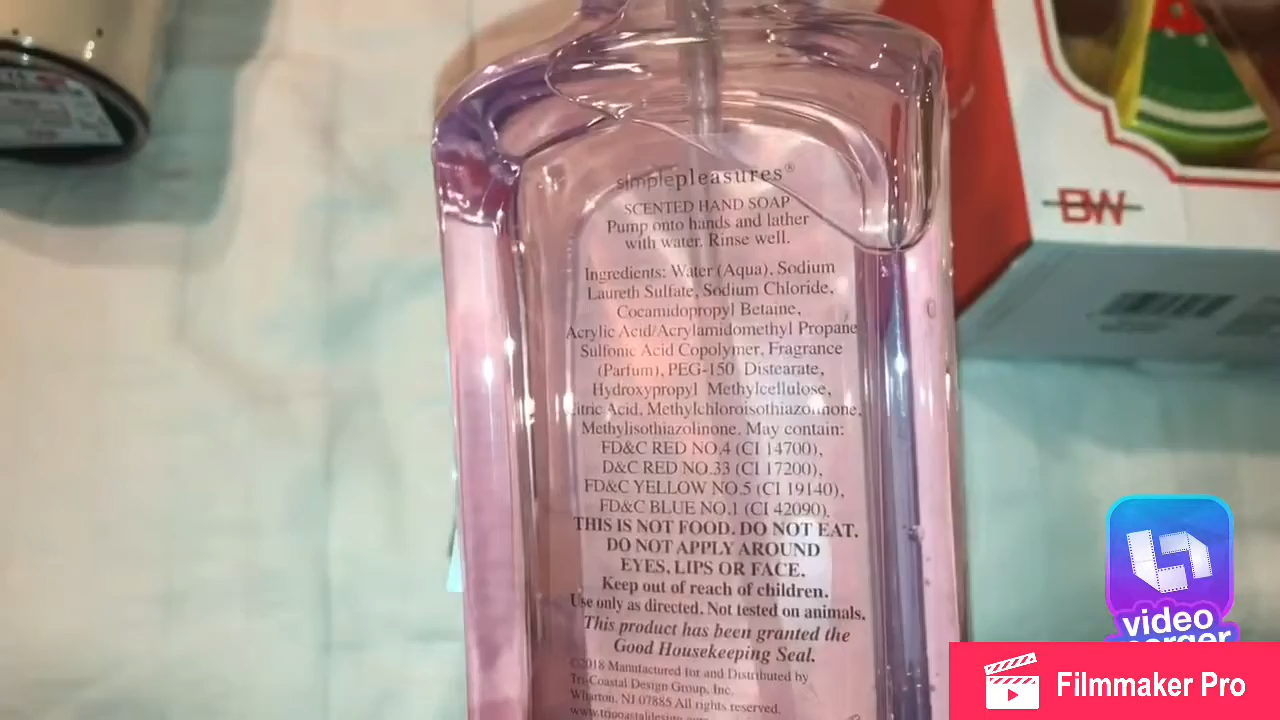 simplepleasures®
SCENTED HAND SOAP
Pump onto hands and lather
with water. Rinse well.
Ingredients: Water (Aqua), Sodium
Laureth Sulfate, Sodium Chloride,
Cocamidopropyl Betaine,
Acrylic Acid/Acrylamidomethyl Propane
Sulfonic Acid Copolymer, Fragrance
(Parfum), PEG-150 Distearate,
Hydroxypropyl Methylcellulose,
Citric Acid, Methylchloroisothiazolinone,
Methylisothiazolinone. May contain:
FD&C RED NO.4 (CI 14700),
D&C RED NO.33 (CI 17200),
FD&C YELLOW NO.5 (CI 19140),
FD&C BLUE NO.1 (CI 42090).
THIS IS NOT FOOD. DO NOT EAT.
DO NOT APPLY AROUND
EYES, LIPS OR FACE.
Keep out of reach of children.
Use only as directed. Not tested on animals.
This product has been granted the
Good Housekeeping Seal.
©2018 Manufactured for and Distributed by
Tri-Coastal Design Group, Inc.
Wharton, NJ 07885 All rights reserved.
BW
video
Filmmaker Pro